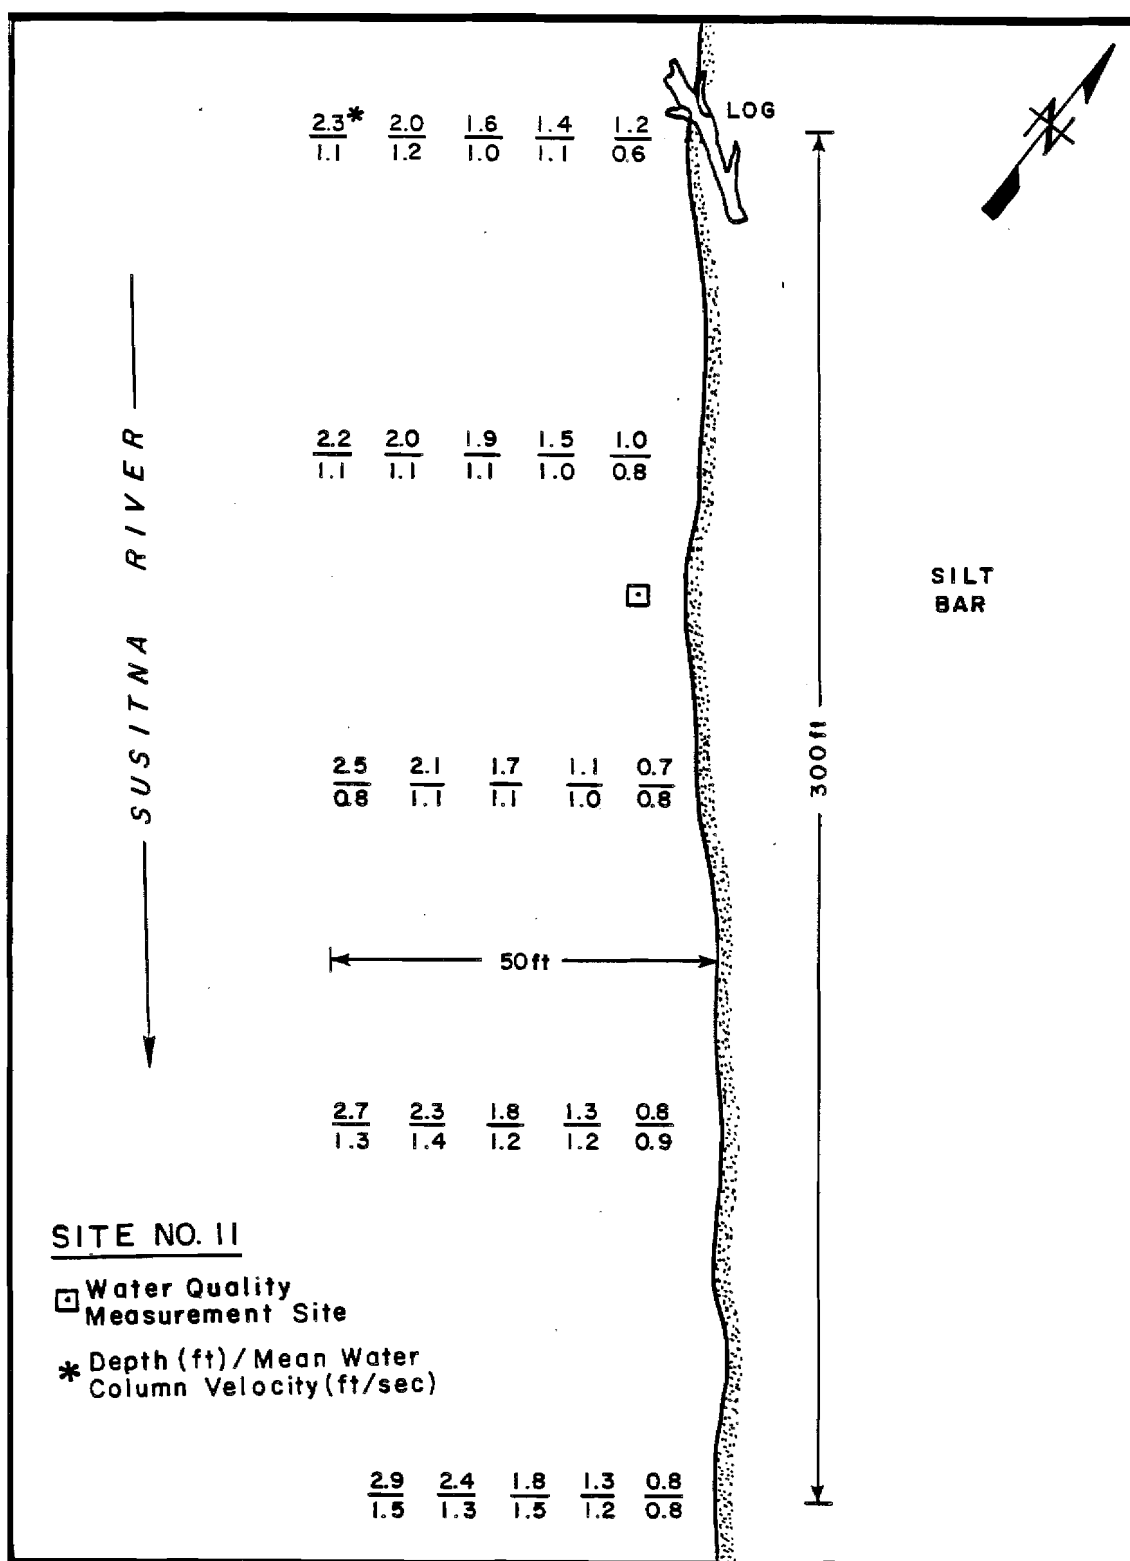 LOG
N
2.3* 2.0 1.6 1.4 1.2
1.1 1.2 1.0 1.1 0.6
2.2 2.0 1.9 1.5 1.0
1.1 1.1 1.1 1.0 0.8
SUSITNA RIVER
SILT
BAR
300ft
2.5 2.1 1.7 1.1 0.7
0.8 1.1 1.1 1.0 0.8
50ft
2.7 2.3 1.8 1.3 0.8
1.3 1.4 1.2 1.2 0.9
SITE NO. 11
Water Quality
Measurement Site
* Depth (ft) / Mean Water
Column Velocity (ft/sec)
2.9 2.4 1.8 1.3 0.8
1.5 1.3 1.5 1.2 0.8